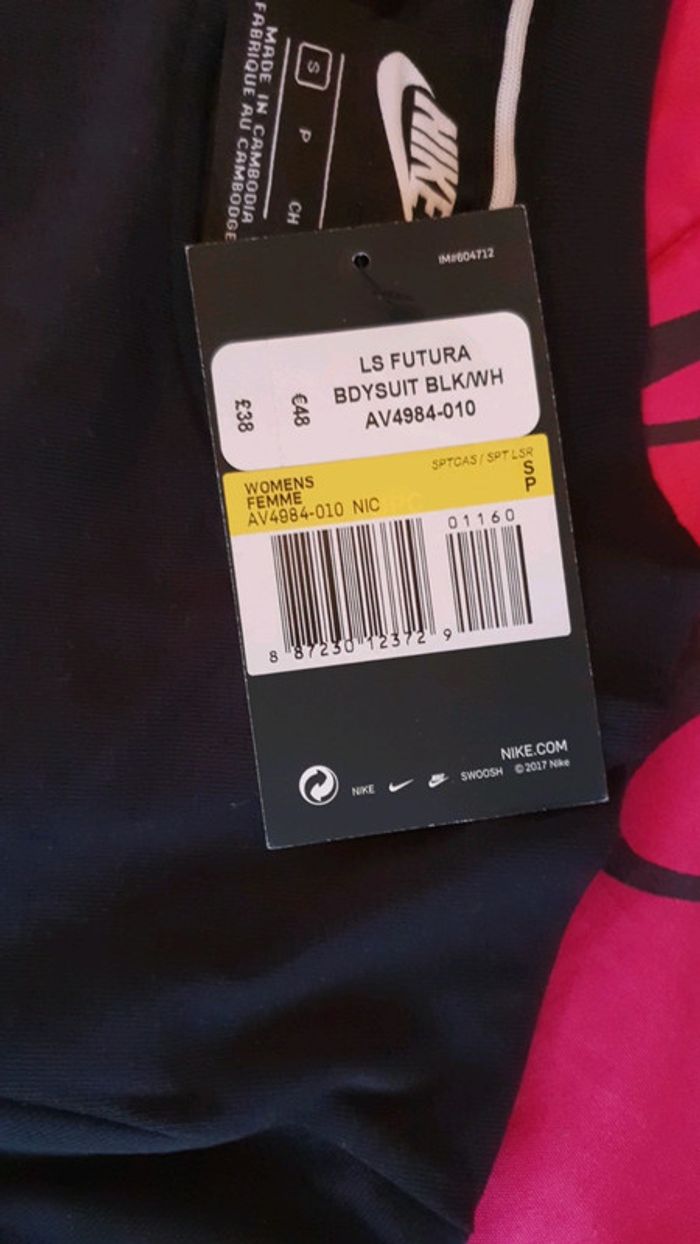 MADE IN CAMBODIA
FABRIQUE AU CAMBODGE
S
P
CH
NIKE
IM#604712
LS FUTURA
BDYSUIT BLK/WH
AV4984-010
€48
£38
SPTCAS / SPT LSR
WOMENS
FEMME
S
P
AV4984-010 NIC
01160
8 87230 12372 9
NIKE.COM
NIKE SWOOSH ©2017 Nike